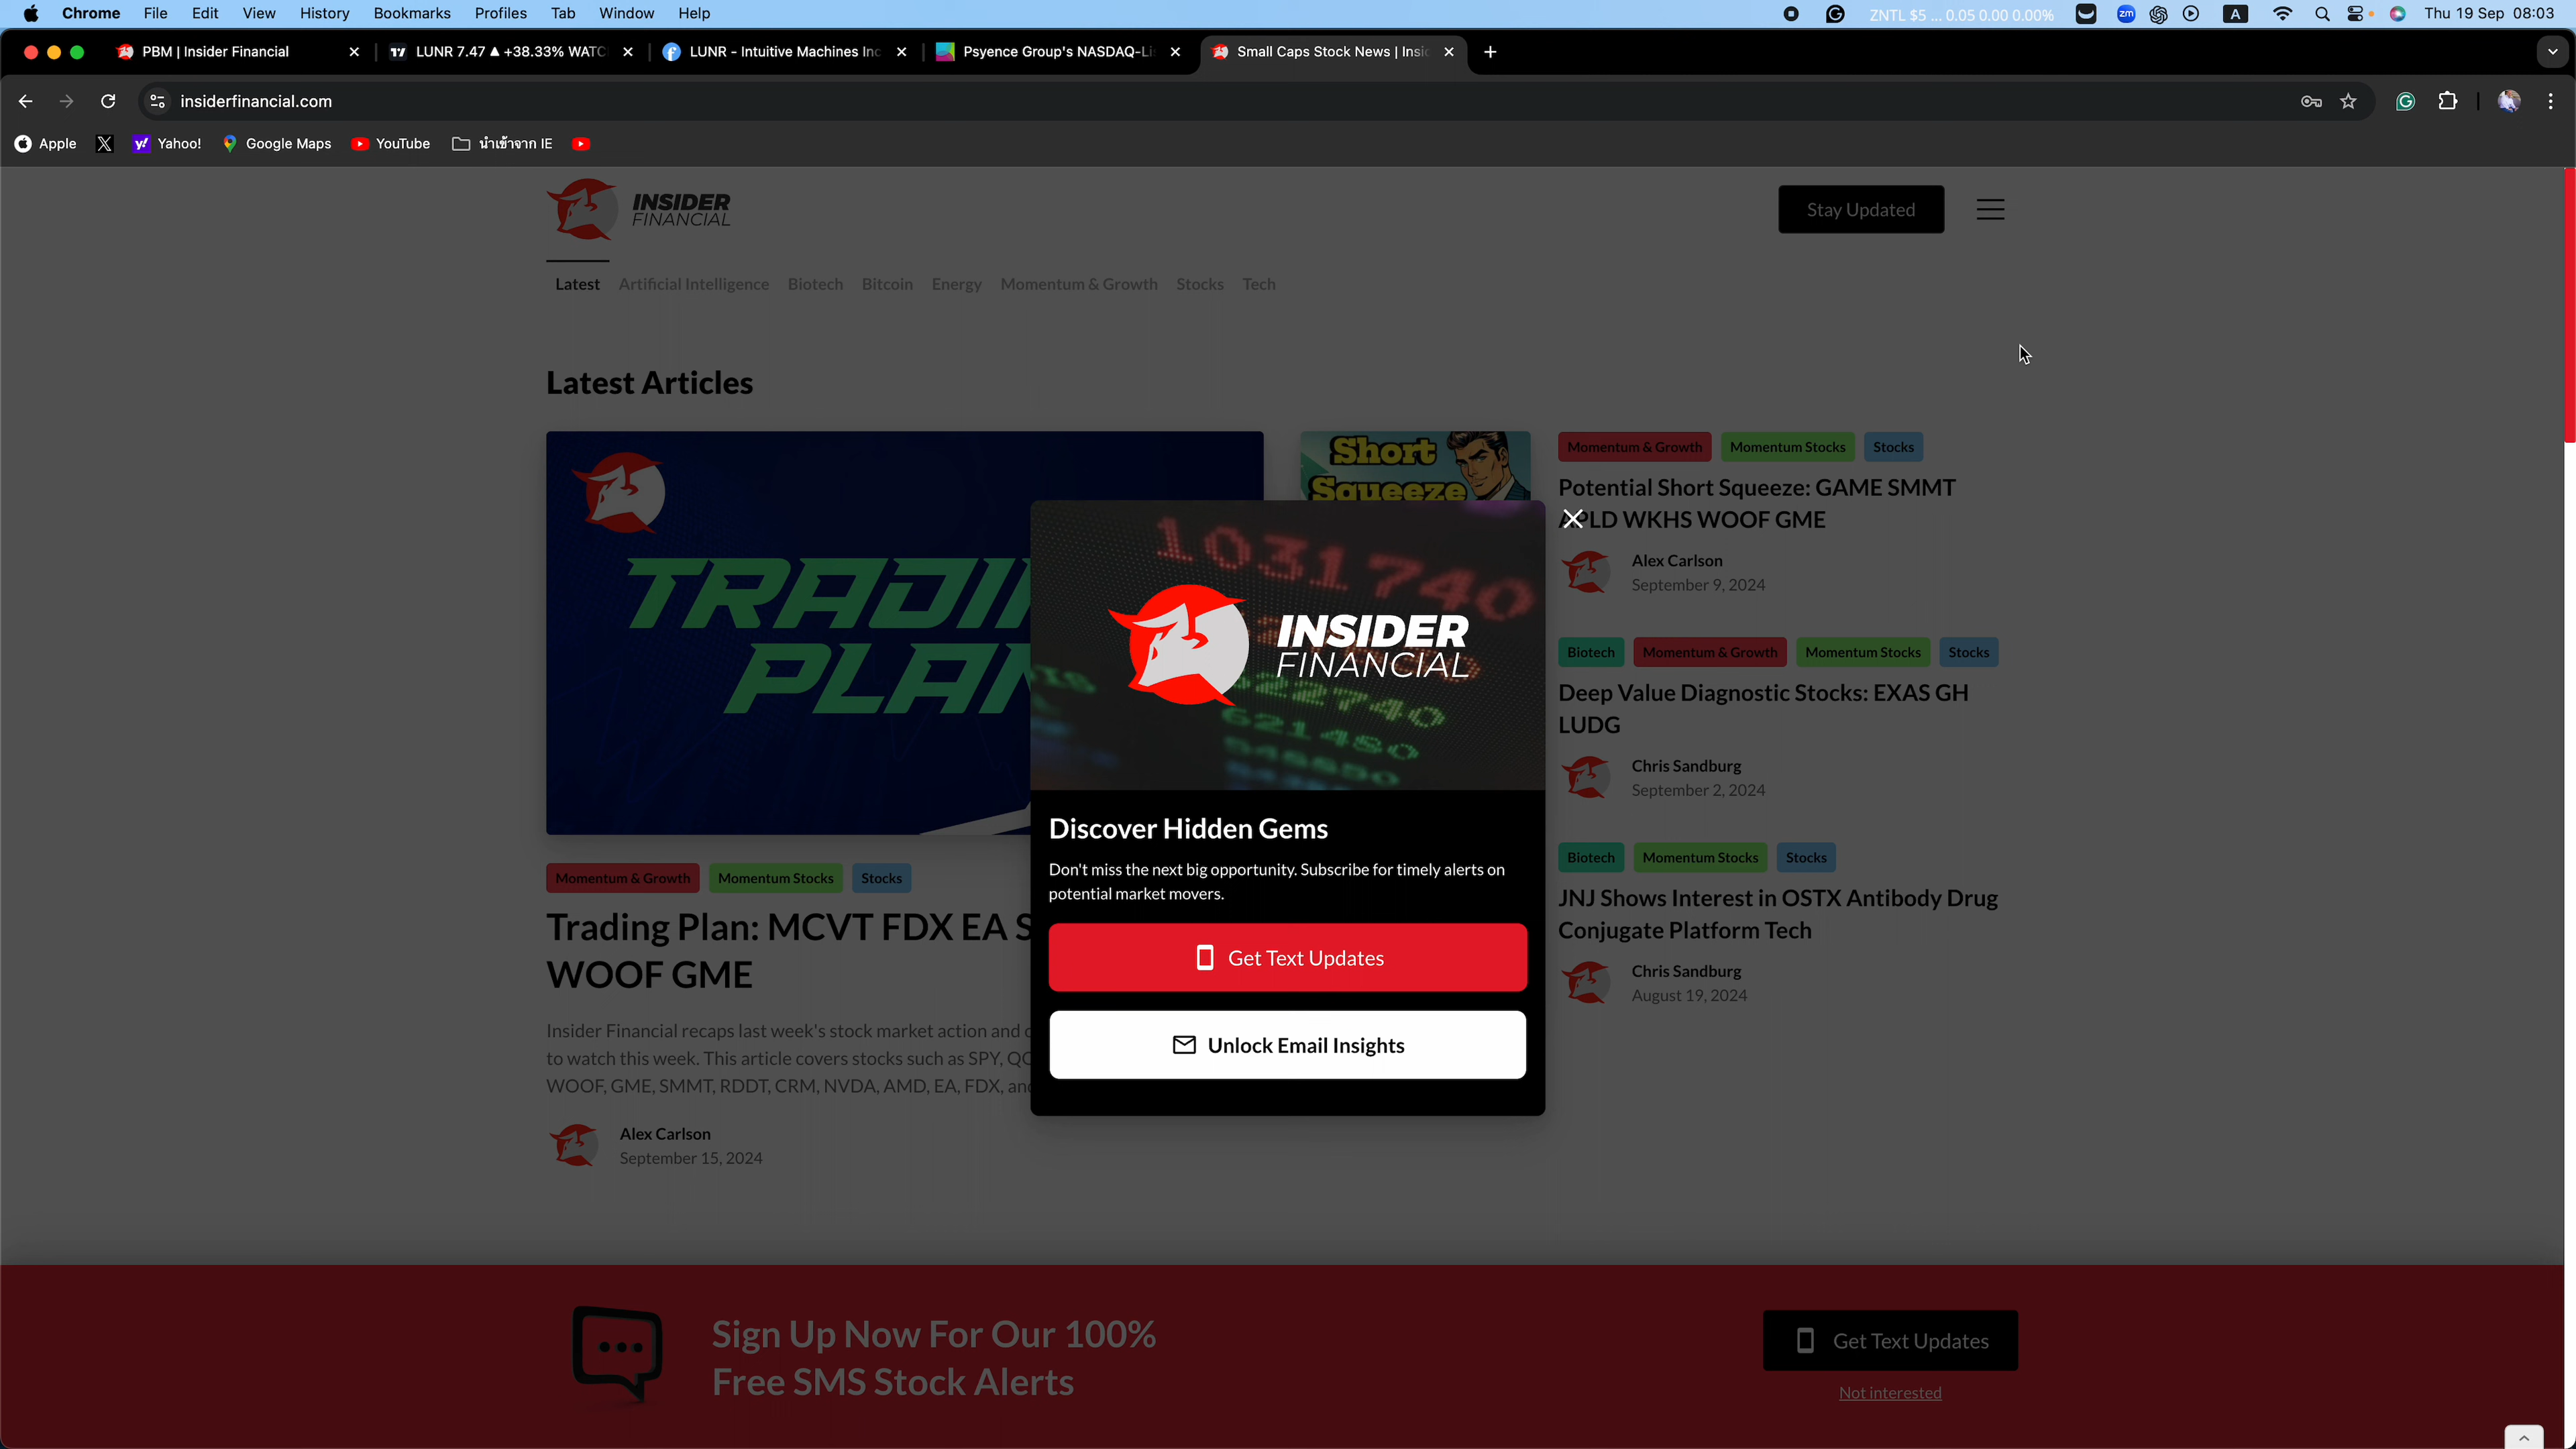 Chrome File Edit View History Bookmarks Profiles Tab Window Help
ZNTL $5 ... 0.05 0.00 0.00% zm A Thu 19 Sep 08:03
PBM | Insider Financial
LUNR 7.47 ▲ +38.33% WATC
LUNR - Intuitive Machines Inc
Psyence Group's NASDAQ-Li
Small Caps Stock News | Insi
insiderfinancial.com
Apple Yahoo! Google Maps YouTube นำเข้าจาก IE
INSIDER
FINANCIAL
Stay Updated
Latest Artificial Intelligence Biotech Bitcoin Energy Momentum & Growth Stocks Tech
Latest Articles
TRADIN
PLAN
Momentum & Growth Momentum Stocks Stocks
Trading Plan: MCVT FDX EA S
WOOF GME
Insider Financial recaps last week's stock market action and
to watch this week. This article covers stocks such as SPY,
WOOF, GME, SMMT, RDDT, CRM, NVDA, AMD, EA, FDX,
Alex Carlson
September 15, 2024
Short
Squeeze
Momentum & Growth Momentum Stocks Stocks
Potential Short Squeeze: GAME SMMT
APLD WKHS WOOF GME
Alex Carlson
September 9, 2024
Biotech Momentum & Growth Momentum Stocks Stocks
Deep Value Diagnostic Stocks: EXAS GH
LUDG
Chris Sandburg
September 2, 2024
Biotech Momentum Stocks Stocks
JNJ Shows Interest in OSTX Antibody Drug
Conjugate Platform Tech
Chris Sandburg
August 19, 2024
1031740
INSIDER
FINANCIAL
621480
Discover Hidden Gems
Don't miss the next big opportunity. Subscribe for timely alerts on
potential market movers.
Get Text Updates
Unlock Email Insights
Sign Up Now For Our 100%
Free SMS Stock Alerts
Get Text Updates
Not interested